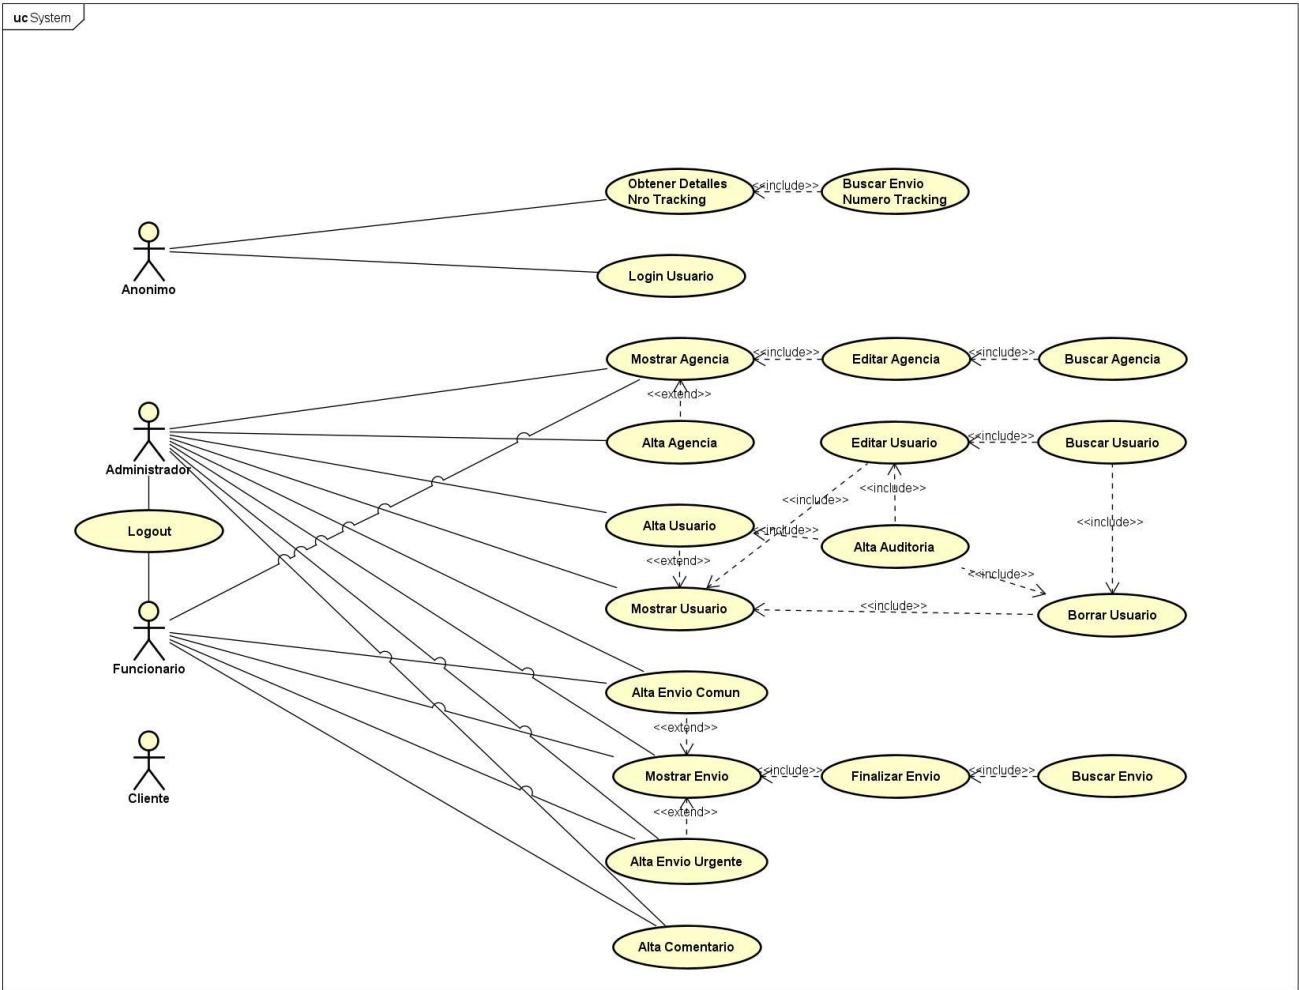 uc System
Obtener Detalles
Nro Tracking
<<include>>
Buscar Envio
Numero Tracking
Anonimo
Login Usuario
Mostrar Agencia
<<include>>
Editar Agencia
<<include>>
Buscar Agencia
<<extend>>
Alta Agencia
Editar Usuario
<<include>>
Buscar Usuario
Administrador
<<include>>
<<include>>
Logout
Alta Usuario
<<include>>
<<include>>
Alta Auditoria
<<extend>>
<<include>>
Mostrar Usuario
<<include>>
Borrar Usuario
Funcionario
Alta Envio Comun
<<extend>>
Mostrar Envio
<<include>>
Finalizar Envio
<<include>>
Buscar Envio
Cliente
<<extend>>
Alta Envio Urgente
Alta Comentario